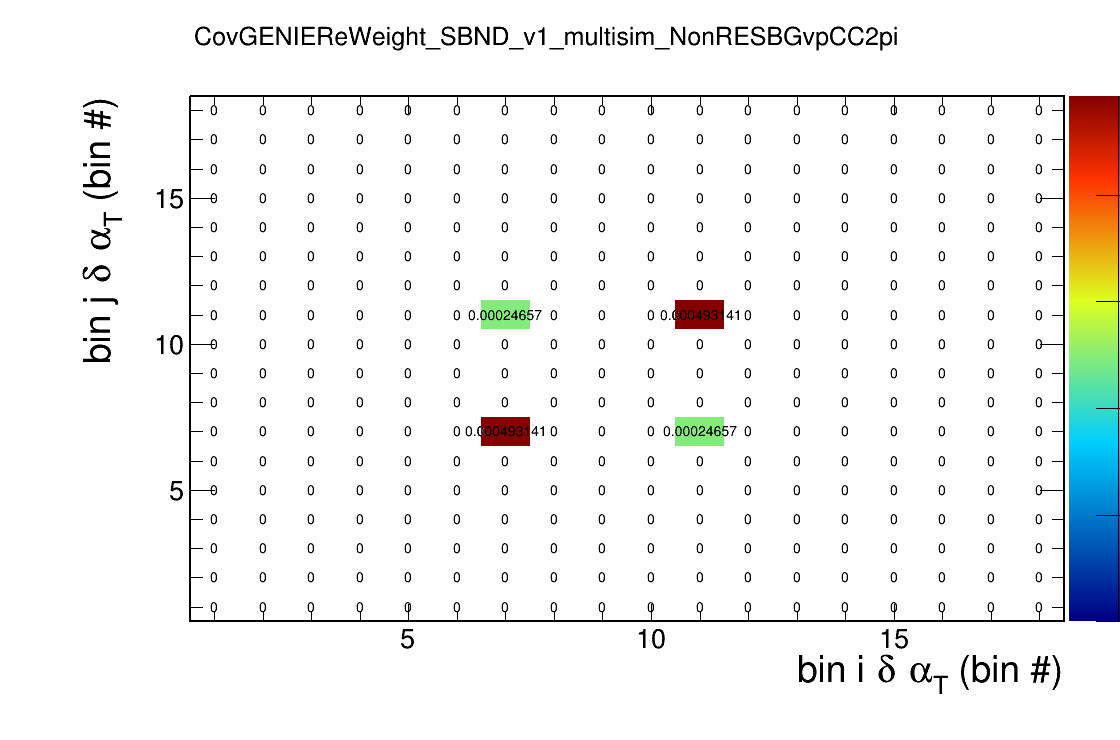 CovGENIEReWeight_SBND_v1_multisim_NonRESBGvpCC2pi
bin j δ α_T (bin #)
0 0 0 0 0 0 0 0 0 0 0 0 0 0 0 0 0 0
0 0 0 0 0 0 0 0 0 0 0 0 0 0 0 0 0 0
0 0 0 0 0 0 0 0 0 0 0 0 0 0 0 0 0 0
15 0 0 0 0 0 0 0 0 0 0 0 0 0 0 0 0 0 0
0 0 0 0 0 0 0 0 0 0 0 0 0 0 0 0 0 0
0 0 0 0 0 0 0 0 0 0 0 0 0 0 0 0 0 0
0 0 0 0 0 0 0 0 0 0 0 0 0 0 0 0 0 0
0 0 0 0 0 0 0.00024657 0 0 0 0.000493141 0 0 0 0 0 0 0
10 0 0 0 0 0 0 0 0 0 0 0 0 0 0 0 0 0 0
0 0 0 0 0 0 0 0 0 0 0 0 0 0 0 0 0 0
0 0 0 0 0 0 0 0 0 0 0 0 0 0 0 0 0 0
0 0 0 0 0 0 0.000493141 0 0 0 0.00024657 0 0 0 0 0 0 0
0 0 0 0 0 0 0 0 0 0 0 0 0 0 0 0 0 0
5 0 0 0 0 0 0 0 0 0 0 0 0 0 0 0 0 0 0
0 0 0 0 0 0 0 0 0 0 0 0 0 0 0 0 0 0
0 0 0 0 0 0 0 0 0 0 0 0 0 0 0 0 0 0
0 0 0 0 0 0 0 0 0 0 0 0 0 0 0 0 0 0
0 0 0 0 0 0 0 0 0 0 0 0 0 0 0 0 0 0
5 10 15
bin i δ α_T (bin #)